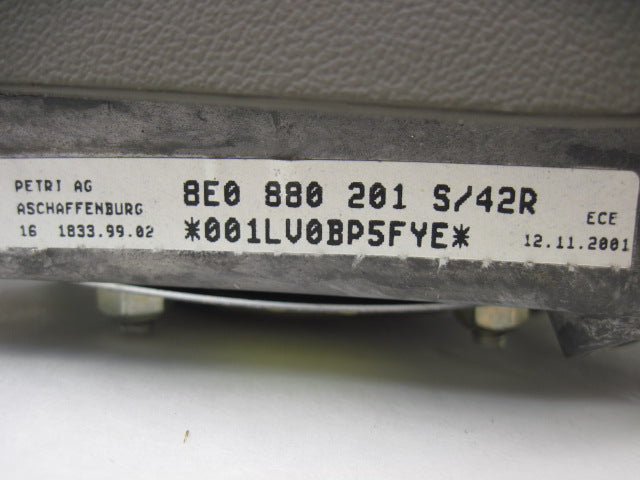 PETRI AG
ASCHAFFENBURG
16 1833.99.02
8E0 880 201 S/42R
*001LV0BP5FYE*
ECE
12.11.2001